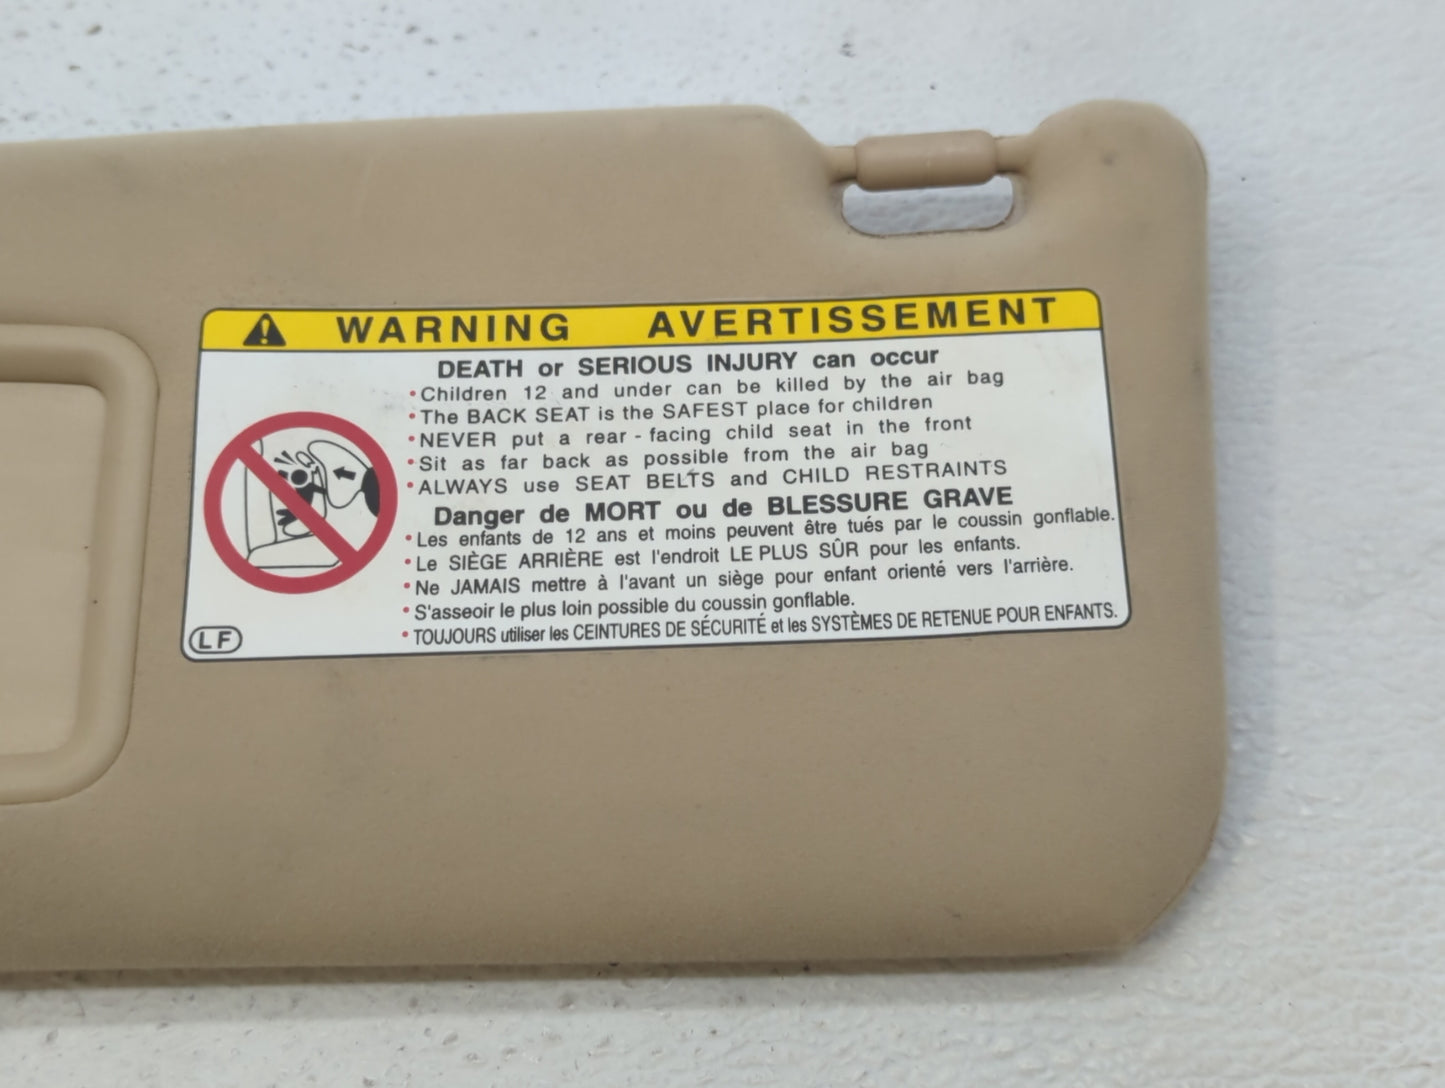 WARNING AVERTISSEMENT
DEATH or SERIOUS INJURY can occur
•Children 12 and under can be killed by the air bag
•The BACK SEAT is the SAFEST place for children
•NEVER put a rear - facing child seat in the front
•Sit as far back as possible from the air bag
•ALWAYS use SEAT BELTS and CHILD RESTRAINTS
Danger de MORT ou de BLESSURE GRAVE
•Les enfants de 12 ans et moins peuvent être tués par le coussin gonflable.
•Le SIÈGE ARRIÈRE est l'endroit LE PLUS SÛR pour les enfants.
•Ne JAMAIS mettre à l'avant un siège pour enfant orienté vers l'arrière.
•S'asseoir le plus loin possible du coussin gonflable.
•TOUJOURS utiliser les CEINTURES DE SÉCURITÉ et les SYSTÈMES DE RETENUE POUR ENFANTS.
LF